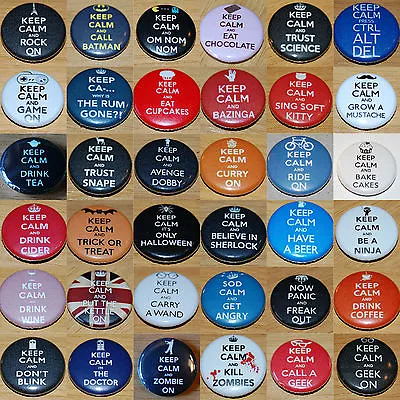 KEEP
CALM
AND
ROCK
ON
KEEP
CALM
AND
CALL
BATMAN
KEEP
CALM
AND
OM NOM
NOM
KEEP
CALM
AND
EAT
CHOCOLATE
KEEP
CALM
AND
TRUST
SCIENCE
KEEP
CALM
PRESS
CTRL
ALT
DEL
KEEP
CALM
AND
GAME
ON
KEEP
CA-...
WHY IS
THE RUM
GONE?!
KEEP
CALM
AND
EAT
CUPCAKES
KEEP
CALM
AND
BAZINGA
KEEP
CALM
AND
SING SOFT
KITTY
KEEP
CALM
AND
GROW A
MUSTACHE
KEEP
CALM
AND
DRINK
TEA
KEEP
CALM
AND
TRUST
SNAPE
KEEP
CALM
AND
AVENGE
DOBBY
KEEP
CALM
AND
CURRY
ON
KEEP
CALM
AND
RIDE
ON
KEEP
CALM
AND
BAKE
CAKES
KEEP
CALM
AND
DRINK
CIDER
KEEP
CALM
AND
TRICK OR
TREAT
KEEP
CALM
IT'S
ONLY
HALLOWEEN
KEEP
CALM
AND
BELIEVE IN
SHERLOCK
KEEP
CALM
AND
HAVE
A BEER
KEEP
CALM
AND
BE A
NINJA
KEEP
CALM
AND
DRINK
WINE
KEEP
CALM
AND
PUT THE
KETTLE
ON
KEEP
CALM
AND
CARRY
A WAND
SOD
CALM
AND
GET
ANGRY
NOW
PANIC
AND
FREAK
OUT
KEEP
CALM
AND
DRINK
COFFEE
KEEP
CALM
AND
DON'T
BLINK
KEEP
CALM
I'M
THE
DOCTOR
KEEP
CALM
AND
ZOMBIE
ON
KEEP
CALM
AND
KILL
ZOMBIES
KEEP
CALM
AND
CALL A
GEEK
KEEP
CALM
AND
GEEK
ON